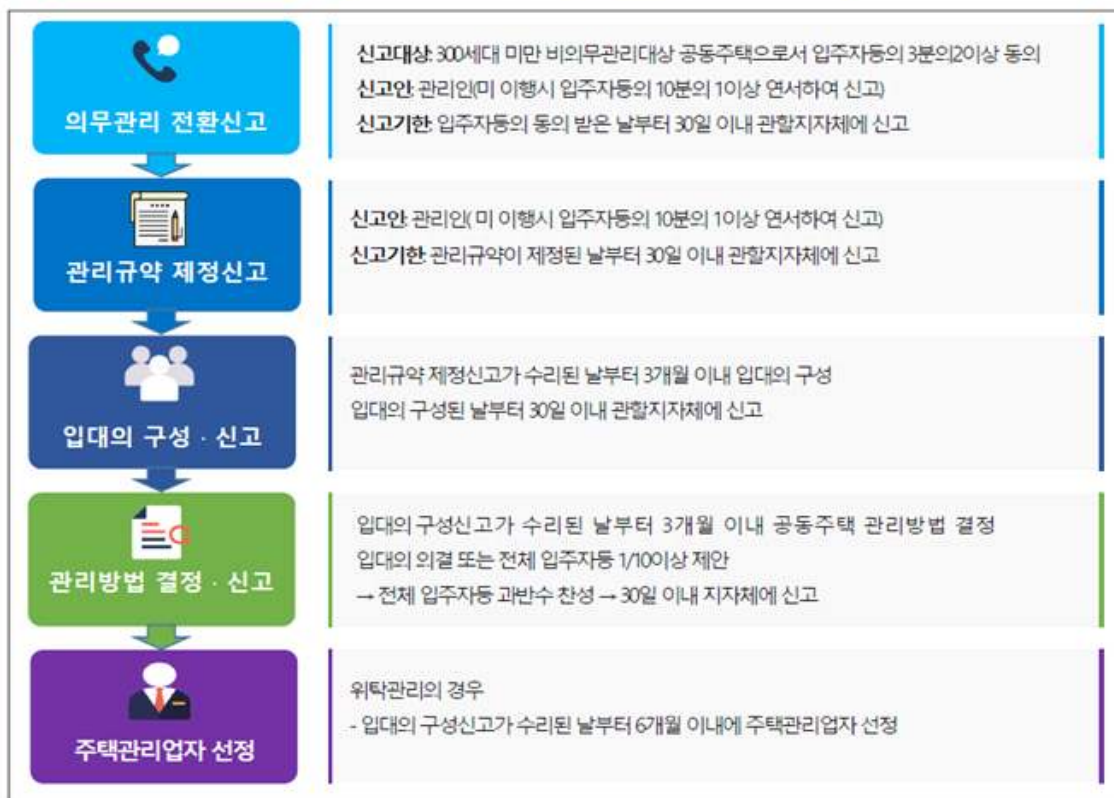 의무관리 전환신고
신고대상: 300세대 미만 비의무관리대상 공동주택으로서 입주자등의 3분의2이상 동의
신고인: 관리인(미 이행시 입주자등의 10분의 1이상 연서하여 신고)
신고기한: 입주자등의 동의 받은 날부터 30일 이내 관할지자체에 신고
관리규약 제정신고
신고인: 관리인( 미 이행시 입주자등의 10분의 1이상 연서하여 신고)
신고기한: 관리규약이 제정된 날부터 30일 이내 관할지자체에 신고
입대의 구성 · 신고
관리규약 제정신고가 수리된 날부터 3개월 이내 입대의 구성
입대의 구성된 날부터 30일 이내 관할지자체에 신고
관리방법 결정 · 신고
입대의 구성신고가 수리된 날부터 3개월 이내 공동주택 관리방법 결정
입대의 의결 또는 전체 입주자등 1/10이상 제안
→ 전체 입주자등 과반수 찬성 → 30일 이내 지자체에 신고
주택관리업자 선정
위탁관리의 경우
- 입대의 구성신고가 수리된 날부터 6개월 이내에 주택관리업자 선정